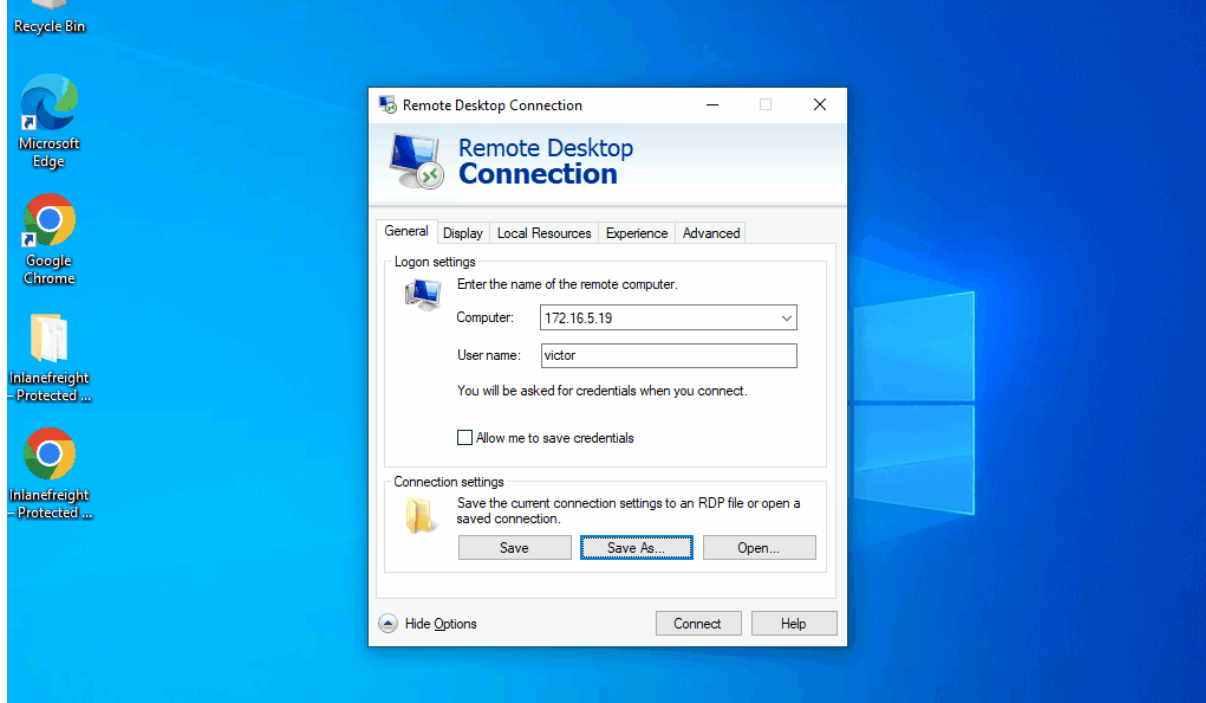 Recycle Bin
Microsoft
Edge
Google
Chrome
Inlanefreight
– Protected ...
Inlanefreight
– Protected ...
Remote Desktop Connection
Remote Desktop
Connection
General Display Local Resources Experience Advanced
Logon settings
Enter the name of the remote computer.
Computer: 172.16.5.19
User name: victor
You will be asked for credentials when you connect.
Allow me to save credentials
Connection settings
Save the current connection settings to an RDP file or open a
saved connection.
Save Save As... Open...
Hide Options Connect Help